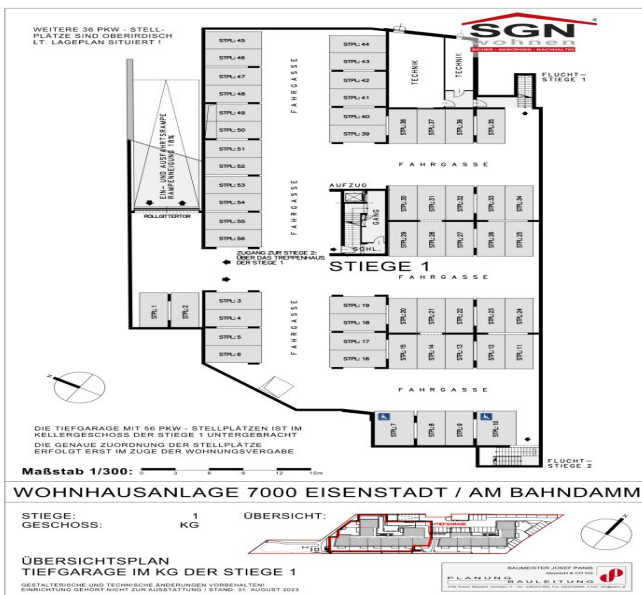 WEITERE 36 PKW - STELL-
PLÄTZE SIND OBERIRDISCH
LT. LAGEPLAN SITUIERT !
SGN
wohnen
SICHER · GEBORGEN · NACHHALTIG
STPL: 45
STPL: 46
STPL: 47
STPL: 48
STPL: 49
STPL: 50
STPL: 51
STPL: 52
STPL: 53
STPL: 54
STPL: 55
STPL: 56
STPL: 44
STPL: 43
STPL: 42
STPL: 41
STPL: 40
STPL: 39
FAHRGASSE
FAHRGASSE
FAHRGASSE
TECHNIK
TECHNIK
FLUCHT-
STIEGE 1
STPL:38
STPL:37
STPL:36
STPL:35
FAHRGASSE
EIN- UND AUSFAHRTSRAMPE
RAMPENNEIGUNG 18%
ROLLGITTERTOR
AUFZUG
GANG
SCHL.
STPL:30
STPL:31
STPL:32
STPL:33
STPL:34
STPL:29
STPL:28
STPL:27
STPL:26
STPL:25
ZUGANG ZUR STIEGE 2:
ÜBER DAS TREPPENHAUS
DER STIEGE 1
STIEGE 1
FAHRGASSE
STPL: 1
STPL: 2
STPL: 3
STPL: 4
STPL: 5
STPL: 6
STPL: 19
STPL: 18
STPL: 17
STPL: 16
STPL:20
STPL:21
STPL:22
STPL:23
STPL:24
STPL:15
STPL:14
STPL:13
STPL:12
STPL:11
FAHRGASSE
STPL: 7
STPL: 8
STPL: 9
STPL: 10
FLUCHT-
STIEGE 2
N
DIE TIEFGARAGE MIT 56 PKW - STELLPLÄTZEN IST IM
KELLERGESCHOSS DER STIEGE 1 UNTERGEBRACHT
DIE GENAUE ZUORDNUNG DER STELLPLÄTZE
ERFOLGT ERST IM ZUGE DER WOHNUNGSVERGABE
Maßstab 1/300: 0 3 6 9 12 15m
WOHNHAUSANLAGE 7000 EISENSTADT / AM BAHNDAMM
STIEGE: 1 ÜBERSICHT:
GESCHOSS: KG
TIEFGARAGE
N
ÜBERSICHTSPLAN
TIEFGARAGE IM KG DER STIEGE 1
GESTALTERISCHE UND TECHNISCHE ÄNDERUNGEN VORBEHALTEN!
EINRICHTUNG GEHÖRT NICHT ZUR AUSSTATTUNG / STAND: 31. AUGUST 2023
BAUMEISTER JOSEF PANIS
GesmbH & CO KG
PLANUNG
BAULEITUNG